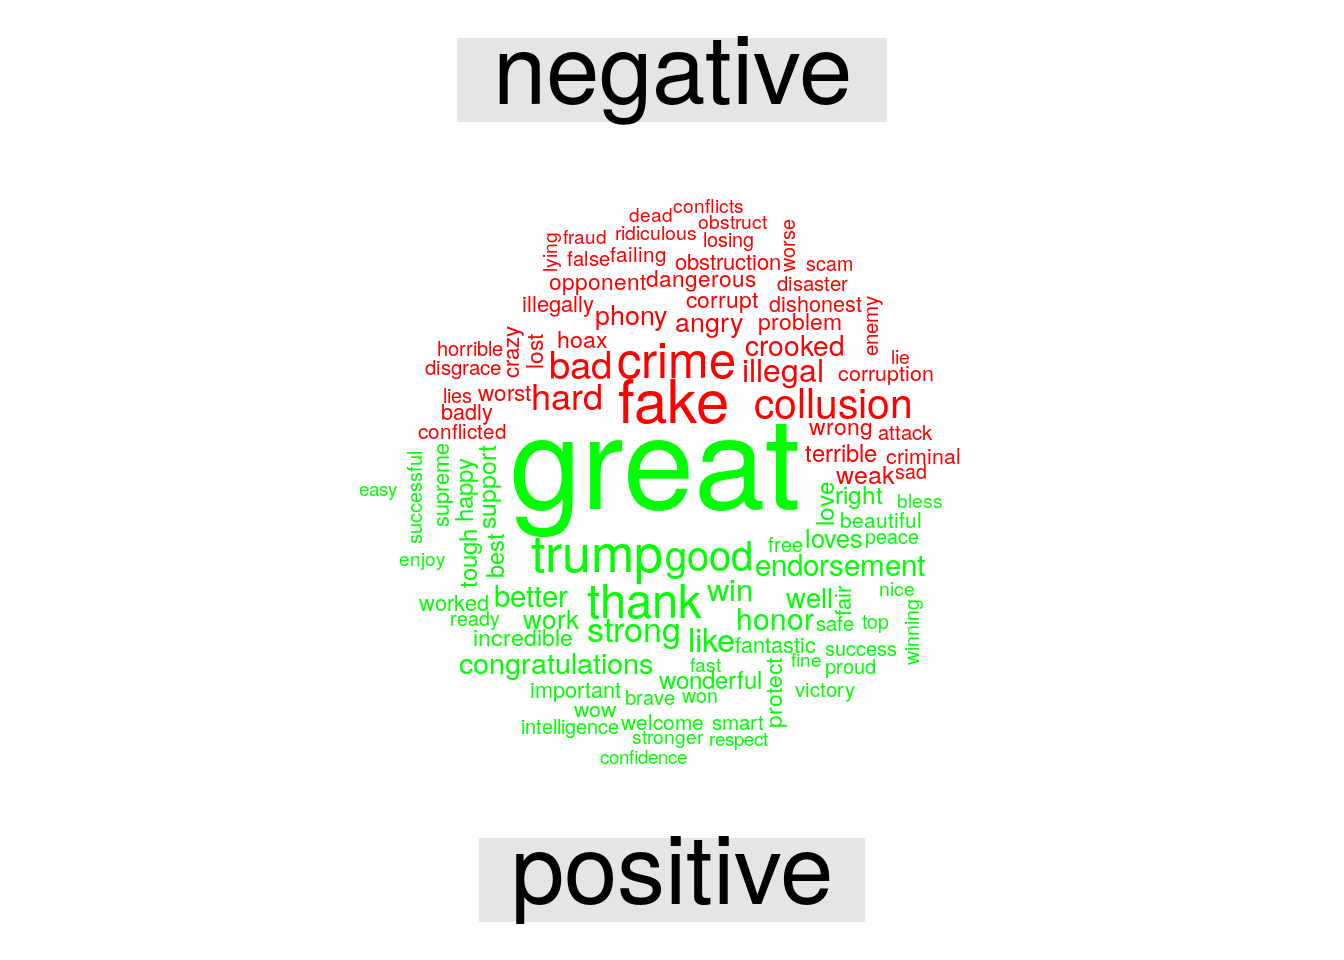 negative
conflicts
dead
obstruct
fraud ridiculous losing
lying
worse
false failing obstruction scam
opponent dangerous disaster
illegally corrupt dishonest
phony angry problem
enemy
horrible crazy lost hoax crooked lie
disgrace bad crime illegal corruption
lies worst hard fake collusion
badly
conflicted wrong attack
terrible criminal
weak sad
great
easy successful supreme happy support love right bless
beautiful
enjoy tough best free loves peace
trump good endorsement
worked better thank win well fair nice
ready work honor safe top winning
incredible strong like fantastic success
congratulations fast fine proud
wonderful protect
important brave won victory
wow
intelligence welcome smart
stronger respect
confidence
positive